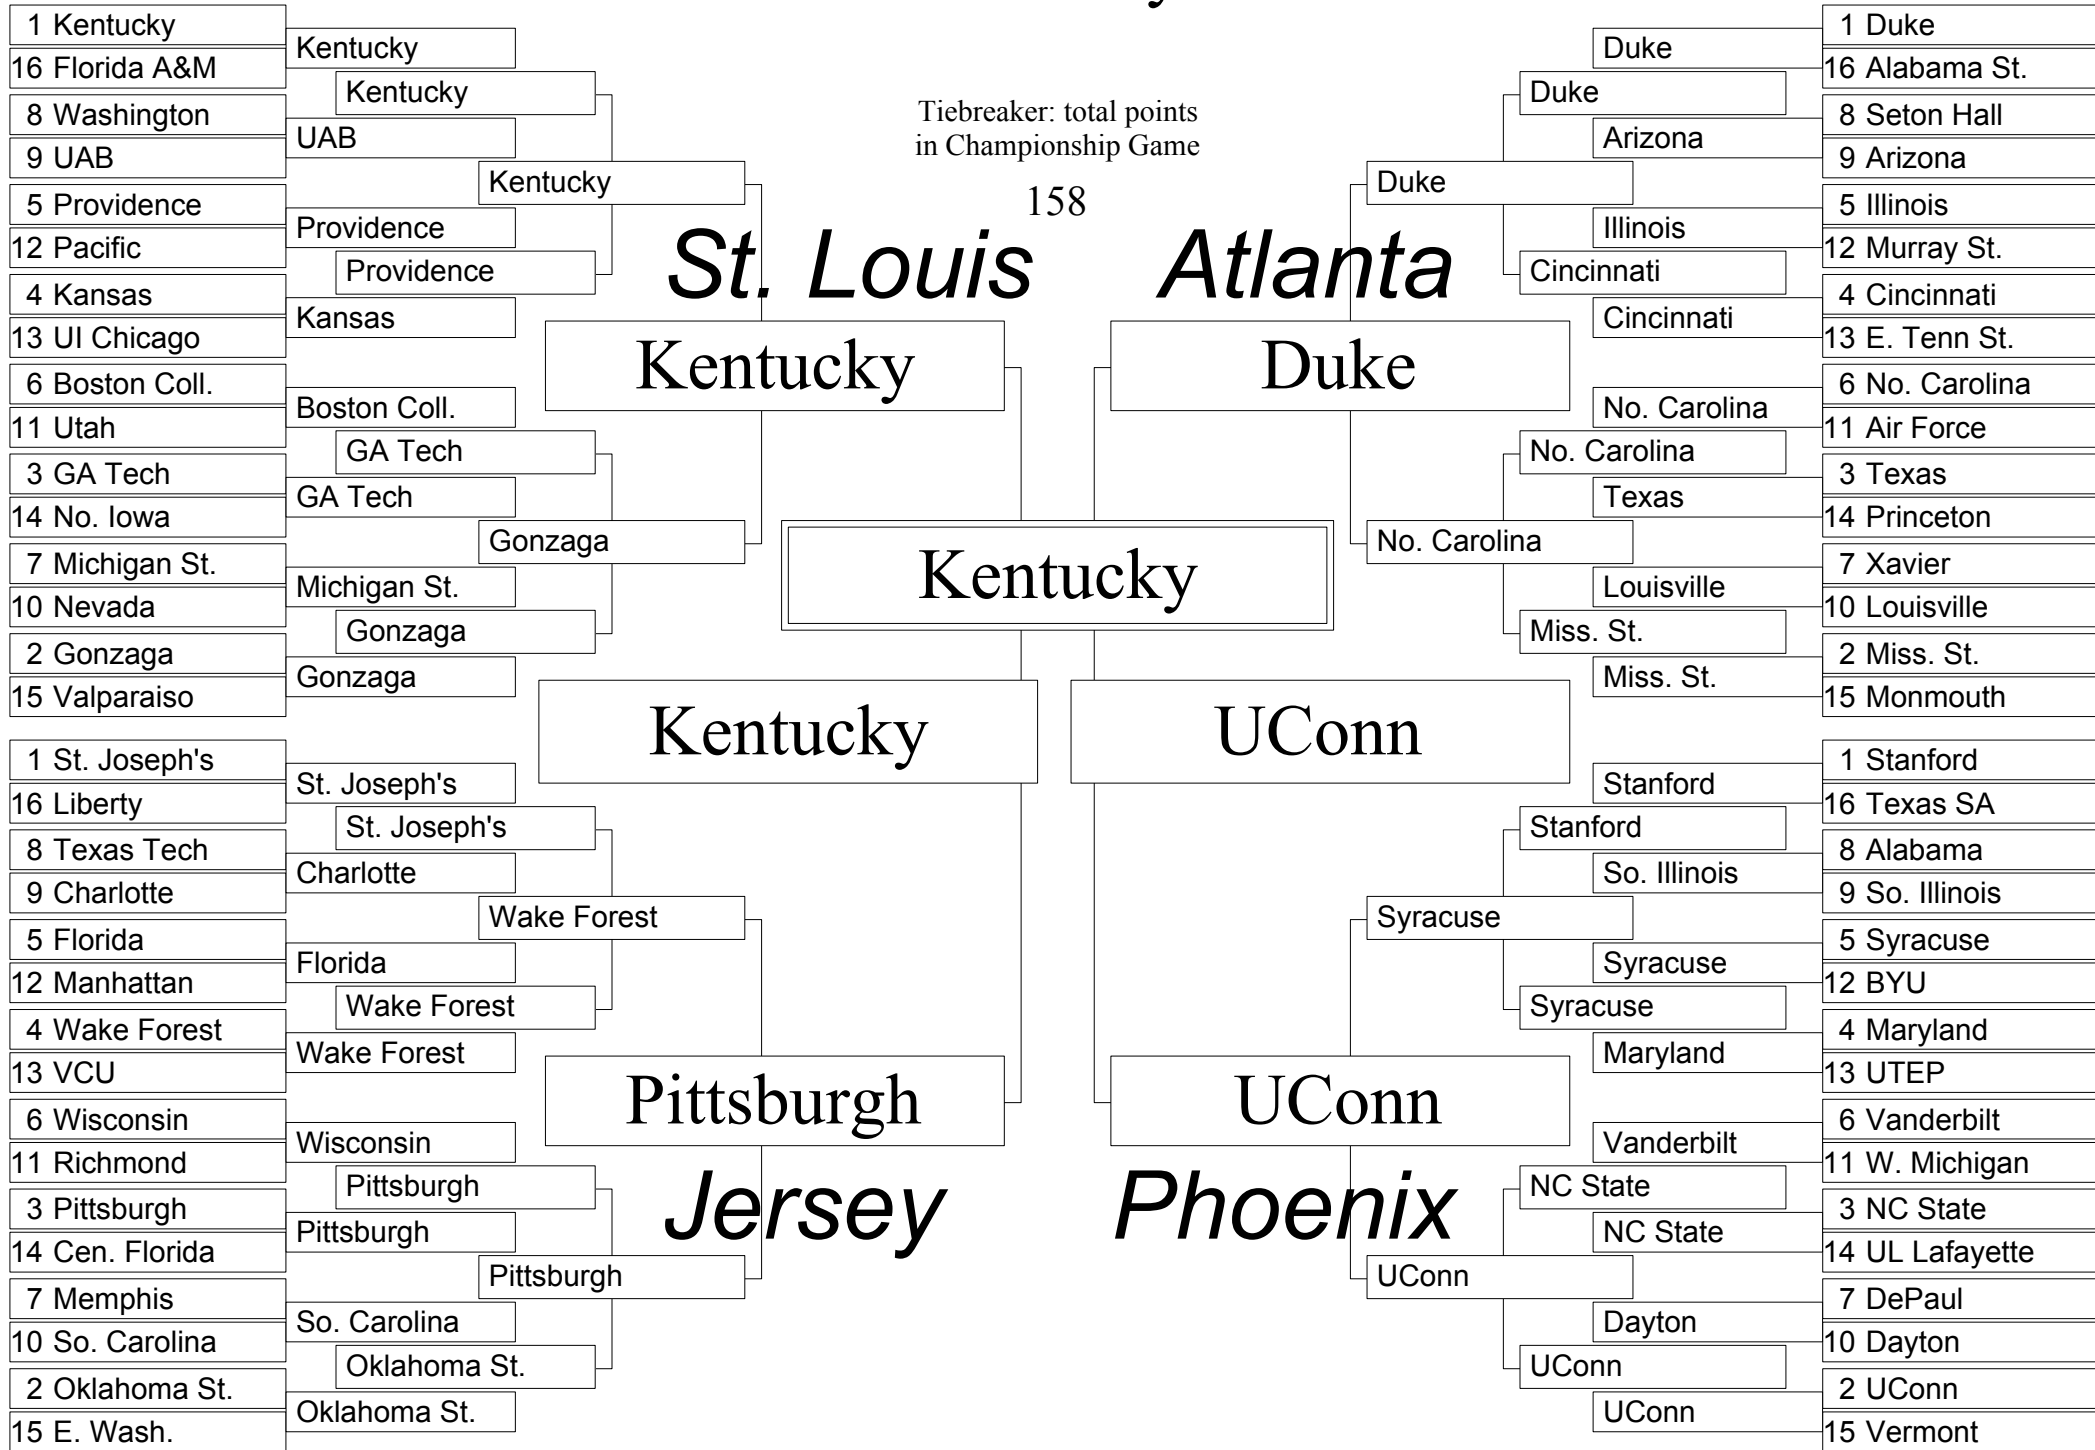 1 Kentucky
16 Florida A&M
8 Washington
9 UAB
5 Providence
12 Pacific
4 Kansas
13 UI Chicago
6 Boston Coll.
11 Utah
3 GA Tech
14 No. Iowa
7 Michigan St.
10 Nevada
2 Gonzaga
15 Valparaiso
1 St. Joseph's
16 Liberty
8 Texas Tech
9 Charlotte
5 Florida
12 Manhattan
4 Wake Forest
13 VCU
6 Wisconsin
11 Richmond
3 Pittsburgh
14 Cen. Florida
7 Memphis
10 So. Carolina
2 Oklahoma St.
15 E. Wash.
Kentucky
UAB
Providence
Kansas
Boston Coll.
GA Tech
Michigan St.
Gonzaga
St. Joseph's
Charlotte
Florida
Wake Forest
Wisconsin
Pittsburgh
So. Carolina
Oklahoma St.
Kentucky
Providence
GA Tech
Gonzaga
St. Joseph's
Wake Forest
Pittsburgh
Oklahoma St.
Kentucky
Gonzaga
Wake Forest
Pittsburgh
Tiebreaker: total points
in Championship Game
158
St. Louis
Atlanta
Kentucky
Duke
Kentucky
Kentucky
UConn
Pittsburgh
UConn
Jersey
Phoenix
Duke
No. Carolina
Syracuse
UConn
Duke
Cincinnati
No. Carolina
Miss. St.
Stanford
Syracuse
NC State
UConn
Duke
Arizona
Illinois
Cincinnati
No. Carolina
Texas
Louisville
Miss. St.
Stanford
So. Illinois
Syracuse
Maryland
Vanderbilt
NC State
Dayton
UConn
1 Duke
16 Alabama St.
8 Seton Hall
9 Arizona
5 Illinois
12 Murray St.
4 Cincinnati
13 E. Tenn St.
6 No. Carolina
11 Air Force
3 Texas
14 Princeton
7 Xavier
10 Louisville
2 Miss. St.
15 Monmouth
1 Stanford
16 Texas SA
8 Alabama
9 So. Illinois
5 Syracuse
12 BYU
4 Maryland
13 UTEP
6 Vanderbilt
11 W. Michigan
3 NC State
14 UL Lafayette
7 DePaul
10 Dayton
2 UConn
15 Vermont